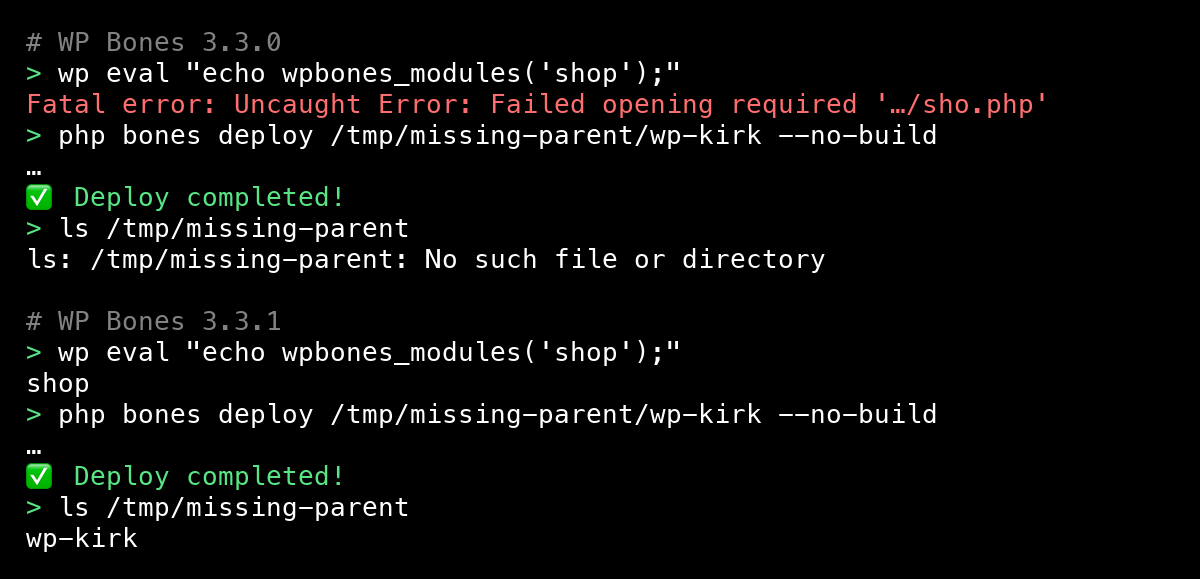 # WP Bones 3.3.0
> wp eval "echo wpbones_modules('shop');"
Fatal error: Uncaught Error: Failed opening required '…/sho.php'
> php bones deploy /tmp/missing-parent/wp-kirk --no-build
…
✅ Deploy completed!
> ls /tmp/missing-parent
ls: /tmp/missing-parent: No such file or directory
# WP Bones 3.3.1
> wp eval "echo wpbones_modules('shop');"
shop
> php bones deploy /tmp/missing-parent/wp-kirk --no-build
…
✅ Deploy completed!
> ls /tmp/missing-parent
wp-kirk